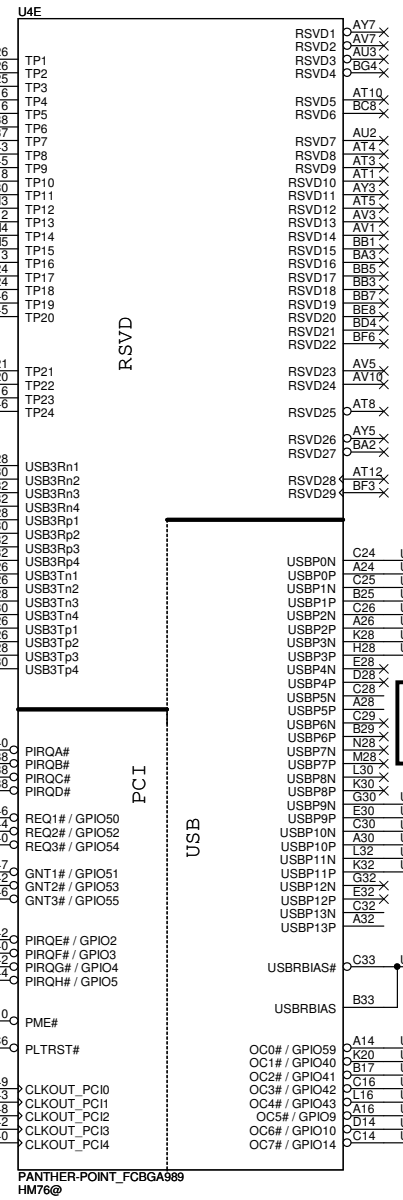 U4E
RSVD1 AY7
RSVD2 AV7
TP1 RSVD3 AU3
TP2 RSVD4 BG4
TP3
TP4 RSVD5 AT10
TP5 RSVD6 BC8
TP6
TP7 RSVD7 AU2
TP8 RSVD8 AT4
TP9 RSVD9 AT3
TP10 RSVD10 AT1
TP11 RSVD11 AY3
TP12 RSVD12 AT5
TP13 RSVD13 AV3
TP14 RSVD14 AV1
TP15 RSVD15 BB1
TP16 RSVD16 BA3
TP17 RSVD17 BB5
TP18 RSVD18 BB3
TP19 RSVD19 BB7
TP20 RSVD20 BE8
RSVD21 BD4
RSVD22 BF6
RSVD
TP21 RSVD23 AV5
TP22 RSVD24 AV10
TP23
TP24 RSVD25 AT8
RSVD26 AY5
RSVD27 BA2
USB3Rn1
USB3Rn2 RSVD28 AT12
USB3Rn3 RSVD29 BF3
USB3Rn4
USB3Rp1
USB3Rp2
USB3Rp3
USB3Rp4 USBP0N C24
USB3Tn1 USBP0P A24
USB3Tn2 USBP1N C25
USB3Tn3 USBP1P B25
USB3Tn4 USBP2N C26
USB3Tp1 USBP2P A26
USB3Tp2 USBP3N K28
USB3Tp3 USBP3P H28
USB3Tp4 USBP4N E28
USBP4P D28
USBP5N C28
USBP5P A28
USBP6N C29
USBP6P B29
PIRQA# USBP7N N28
PIRQB# USBP7P M28
PIRQC# USBP8N L30
PIRQD# USBP8P K30
PCI
USBP9N G30
REQ1# / GPIO50 USBP9P E30
REQ2# / GPIO52 USBP10N C30
REQ3# / GPIO54 USBP10P A30
USB
USBP11N L32
GNT1# / GPIO51 USBP11P K32
GNT2# / GPIO53 USBP12N G32
GNT3# / GPIO55 USBP12P E32
USBP13N C32
USBP13P A32
PIRQE# / GPIO2
PIRQF# / GPIO3
PIRQG# / GPIO4 USBRBIAS# C33
PIRQH# / GPIO5
USBRBIAS B33
PME#
PLTRST# OC0# / GPIO59 A14
OC1# / GPIO40 K20
OC2# / GPIO41 B17
CLKOUT_PCI0 OC3# / GPIO42 C16
CLKOUT_PCI1 OC4# / GPIO43 L16
CLKOUT_PCI2 OC5# / GPIO9 A16
CLKOUT_PCI3 OC6# / GPIO10 D14
CLKOUT_PCI4 OC7# / GPIO14 C14
PANTHER-POINT_FCBGA989
HM76@